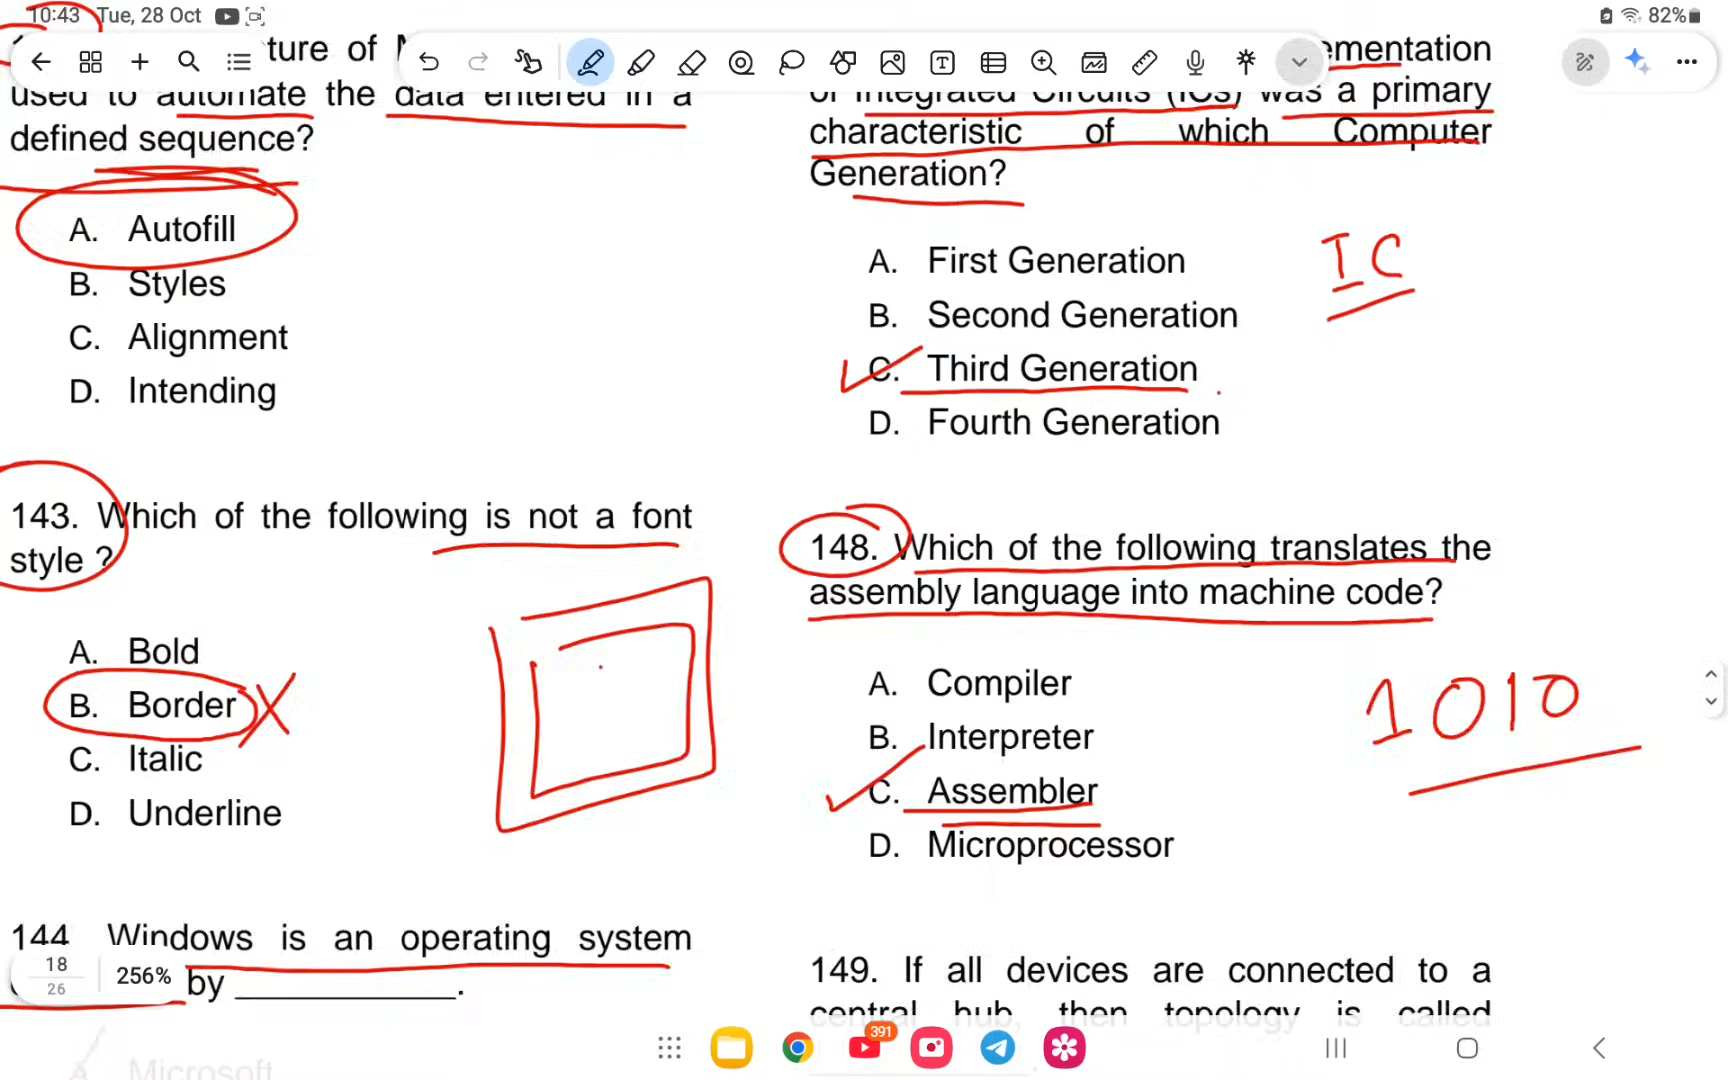 10:43 Tue, 28 Oct
82%
ture of
used to automate the data entered in a
defined sequence?
A. Autofill
B. Styles
C. Alignment
D. Intending
143. Which of the following is not a font
style ?
A. Bold
B. Border
C. Italic
D. Underline
144 Windows is an operating system
by ___________.
A Microsoft
18
26
256%
ementation
of Integrated Circuits (ICs) was a primary
characteristic of which Computer
Generation?
A. First Generation
B. Second Generation
C. Third Generation
D. Fourth Generation
IC
148. Which of the following translates the
assembly language into machine code?
A. Compiler
B. Interpreter
C. Assembler
D. Microprocessor
1010
149. If all devices are connected to a
central hub, then topology is called
391